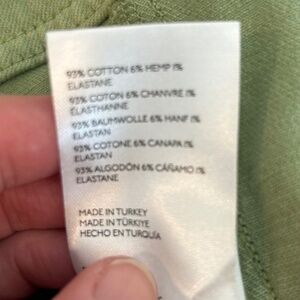 93% COTTON 6% HEMP 1%
ELASTANE
93% COTON 6% CHANVRE 1%
ELASTHANNE
93% BAUMWOLLE 6% HANF 1%
ELASTAN
93% COTONE 6% CANAPA 1%
ELASTAN
93% ALGODÓN 6% CÁÑAMO 1%
ELASTANE
MADE IN TURKEY
MADE IN TÜRKIYE
HECHO EN TURQUÍA